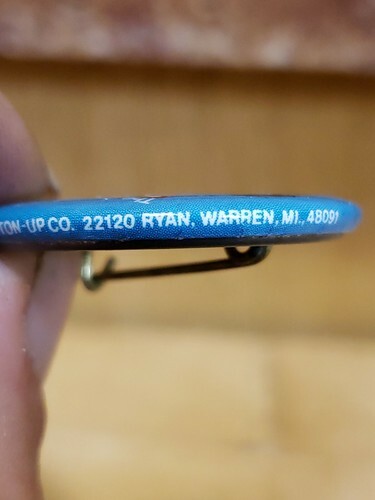 TON-UP CO. 22120 RYAN, WARREN, MI., 48091